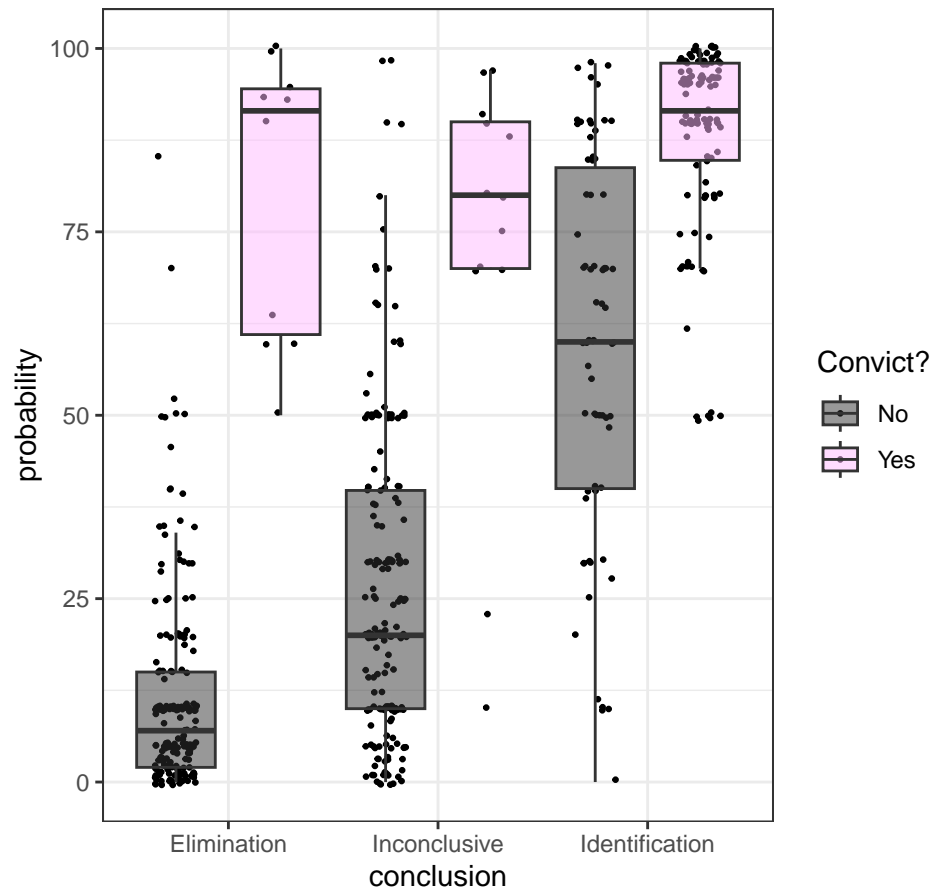 100
75
50
25
0
probability
Elimination
Inconclusive
Identification
conclusion
Convict?
No
Yes